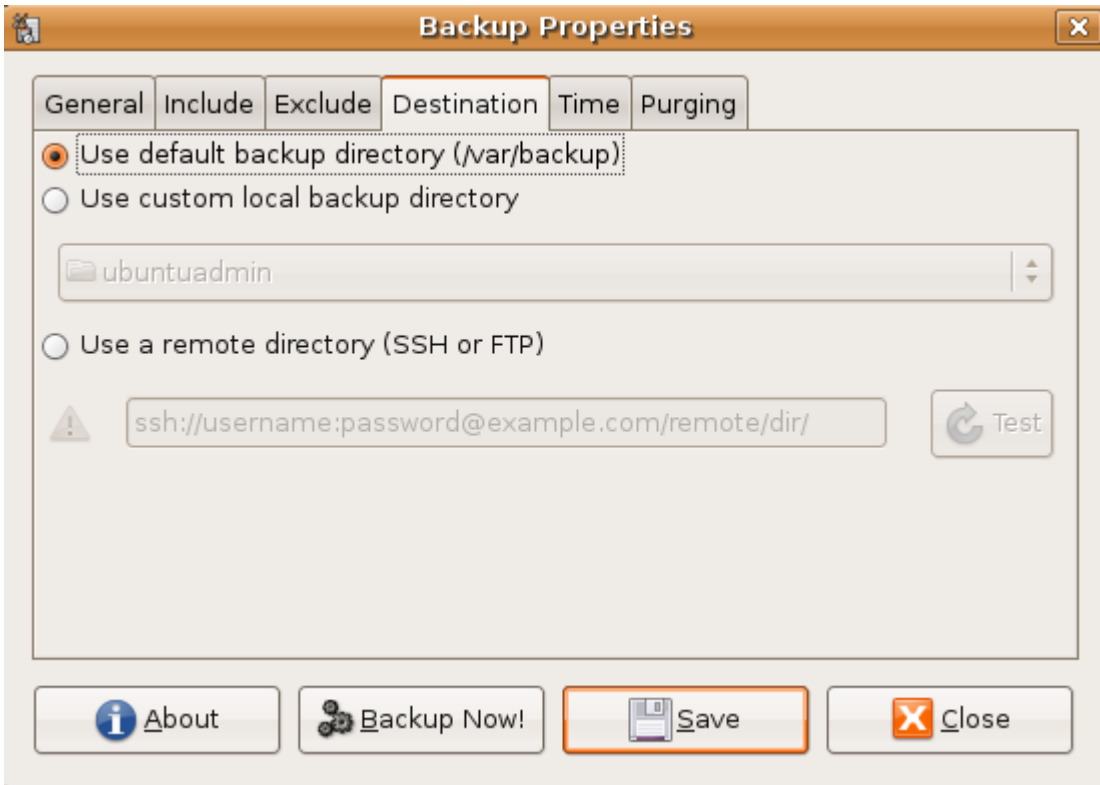 Backup Properties
General Include Exclude Destination Time Purging
Use default backup directory (/var/backup)
Use custom local backup directory
ubuntuadmin
Use a remote directory (SSH or FTP)
ssh://username:password@example.com/remote/dir/ Test
About Backup Now! Save Close